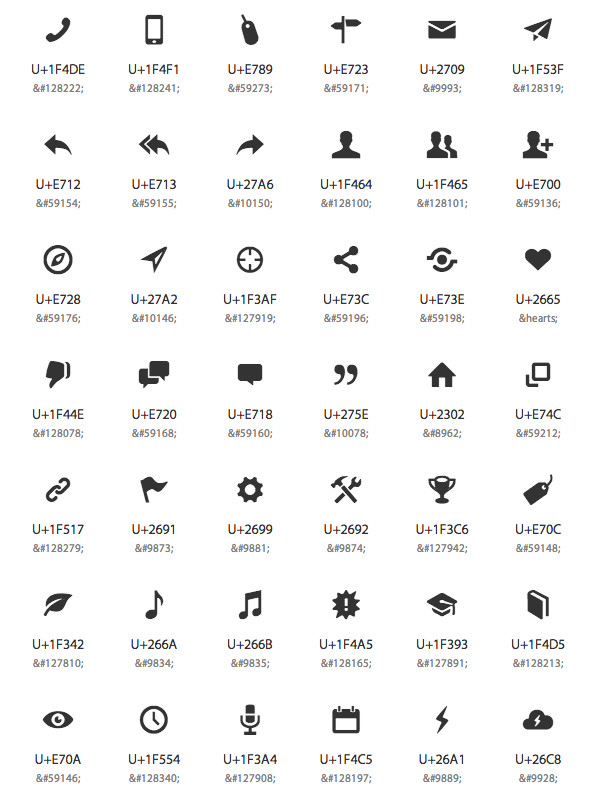 U+1F4DE U+1F4F1 U+E789 U+E723 U+2709 U+1F53F
&#128222; &#128241; &#59273; &#59171; &#9993; &#128319;
U+E712 U+E713 U+27A6 U+1F464 U+1F465 U+E700
&#59154; &#59155; &#10150; &#128100; &#128101; &#59136;
U+E728 U+27A2 U+1F3AF U+E73C U+E73E U+2665
&#59176; &#10146; &#127919; &#59196; &#59198; &hearts;
U+1F44E U+E720 U+E718 U+275E U+2302 U+E74C
&#128078; &#59168; &#59160; &#10078; &#8962; &#59212;
U+1F517 U+2691 U+2699 U+2692 U+1F3C6 U+E70C
&#128279; &#9873; &#9881; &#9874; &#127942; &#59148;
U+1F342 U+266A U+266B U+1F4A5 U+1F393 U+1F4D5
&#127810; &#9834; &#9835; &#128165; &#127891; &#128213;
U+E70A U+1F554 U+1F3A4 U+1F4C5 U+26A1 U+26C8
&#59146; &#128340; &#127908; &#128197; &#9889; &#9928;